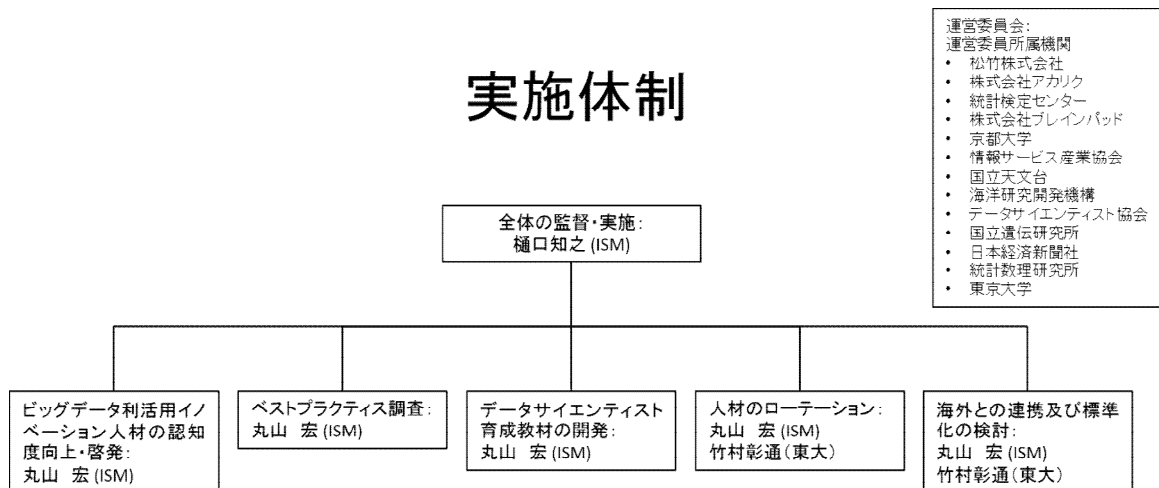 実施体制
運営委員会:
運営委員所属機関
• 松竹株式会社
• 株式会社アカリク
• 統計検定センター
• 株式会社ブレインパッド
• 京都大学
• 情報サービス産業協会
• 国立天文台
• 海洋研究開発機構
• データサイエンティスト協会
• 国立遺伝研究所
• 日本経済新聞社
• 統計数理研究所
• 東京大学
全体の監督・実施:
樋口知之(ISM)
ビッグデータ利活用イノ
ベーション人材の認知
度向上・啓発:
丸山 宏(ISM)
ベストプラクティス調査:
丸山 宏(ISM)
データサイエンティスト
育成教材の開発:
丸山 宏(ISM)
人材のローテーション:
丸山 宏(ISM)
竹村彰通(東大)
海外との連携及び標準
化の検討:
丸山 宏(ISM)
竹村彰通(東大)